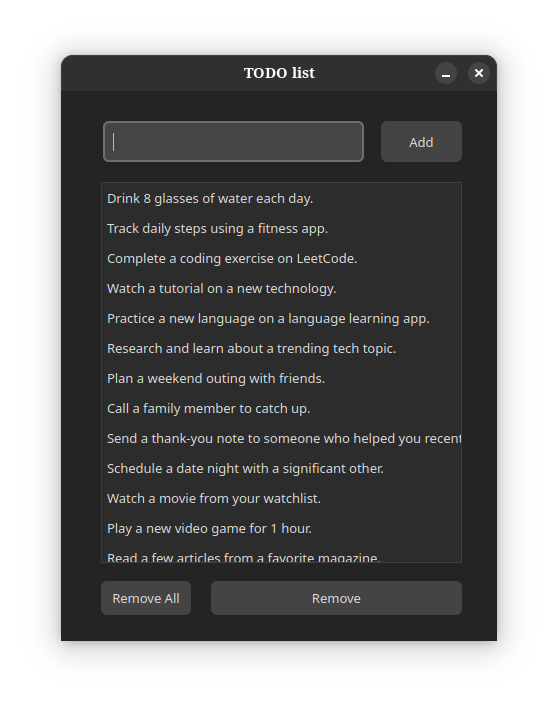 TODO list
Add
Drink 8 glasses of water each day.
Track daily steps using a fitness app.
Complete a coding exercise on LeetCode.
Watch a tutorial on a new technology.
Practice a new language on a language learning app.
Research and learn about a trending tech topic.
Plan a weekend outing with friends.
Call a family member to catch up.
Send a thank-you note to someone who helped you recent
Schedule a date night with a significant other.
Watch a movie from your watchlist.
Play a new video game for 1 hour.
Read a few articles from a favorite magazine.
Remove All
Remove